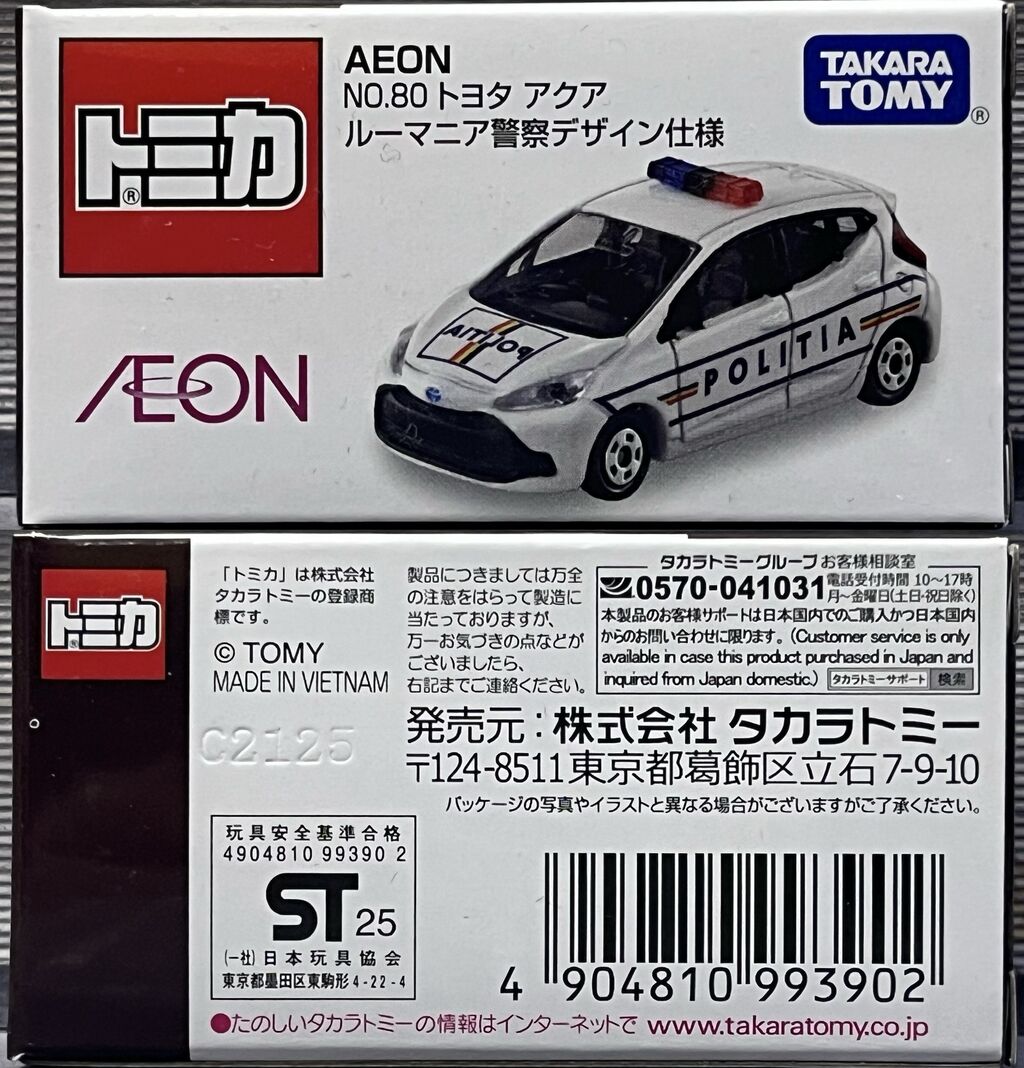 トミカ®
AEON
NO.80 トヨタ アクア
ルーマニア警察デザイン仕様
TAKARA
TOMY
®
POLITIA
POLITIA
AEON
トミカ®
「トミカ」は株式会社
タカラトミーの登録商
標です。
© TOMY
MADE IN VIETNAM
C2125
製品につきましては万全
の注意をはらって製造に
当たっておりますが、
万一お気づきの点などが
ございましたら、
右記までご連絡ください。
タカラトミーグループ お客様相談室
0570-041031 電話受付時間 10～17時
月～金曜日(土日・祝日除く)
本製品のお客様サポートは日本国内でのご購入かつ日本国内
からのお問い合わせに限ります。(Customer service is only
available in case this product purchased in Japan and
inquired from Japan domestic.) タカラトミーサポート 検索
発売元:株式会社 タカラトミー
〒124-8511 東京都葛飾区立石 7-9-10
パッケージの写真やイラストと異なる場合がございますがご了承ください。
玩具安全基準合格
4904810 99390 2
ST 25
(一社)日本玩具協会
東京都墨田区東駒形4-22-4
4 904810 993902
●たのしいタカラトミーの情報はインターネットで www.takaratomy.co.jp